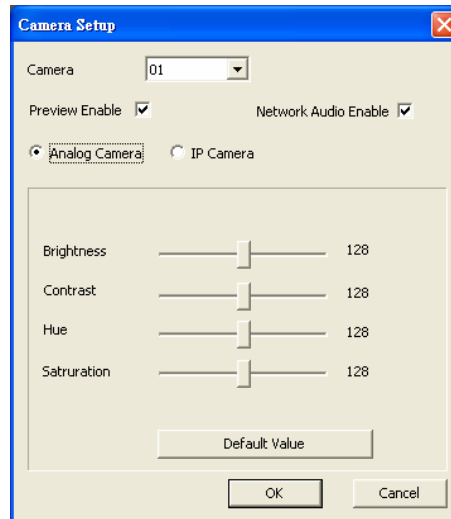 Camera Setup
Camera 01
Preview Enable Network Audio Enable
Analog Camera IP Camera
Brightness 128
Contrast 128
Hue 128
Satruration 128
Default Value
OK Cancel